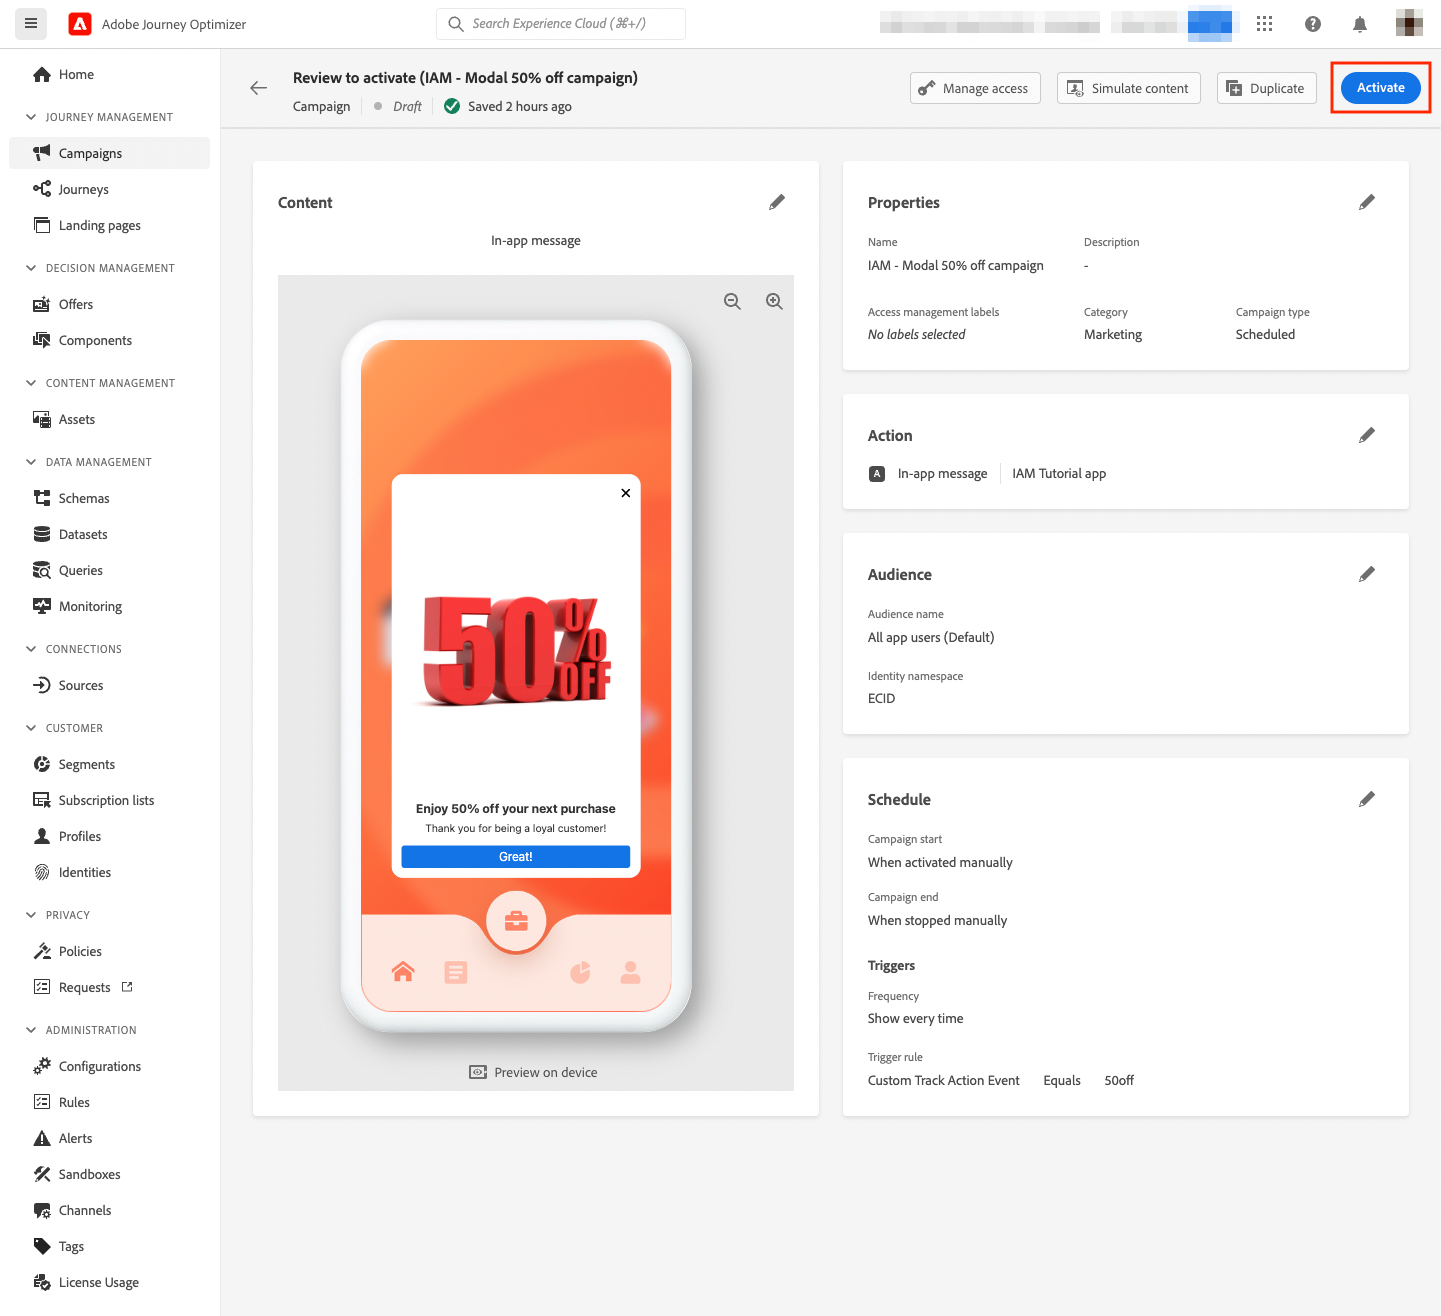 Adobe Journey Optimizer
Search Experience Cloud (⌘+/)
Home
JOURNEY MANAGEMENT
Campaigns
Journeys
Landing pages
DECISION MANAGEMENT
Offers
Components
CONTENT MANAGEMENT
Assets
DATA MANAGEMENT
Schemas
Datasets
Queries
Monitoring
CONNECTIONS
Sources
CUSTOMER
Segments
Subscription lists
Profiles
Identities
PRIVACY
Policies
Requests
ADMINISTRATION
Configurations
Rules
Alerts
Sandboxes
Channels
Tags
License Usage
Review to activate (IAM - Modal 50% off campaign)
Campaign Draft Saved 2 hours ago
Manage access
Simulate content
Duplicate
Activate
Content
In-app message
50% OFF
Enjoy 50% off your next purchase
Thank you for being a loyal customer!
Great!
Preview on device
Properties
Name Description
IAM - Modal 50% off campaign -
Access management labels Category Campaign type
No labels selected Marketing Scheduled
Action
A In-app message IAM Tutorial app
Audience
Audience name
All app users (Default)
Identity namespace
ECID
Schedule
Campaign start
When activated manually
Campaign end
When stopped manually
Triggers
Frequency
Show every time
Trigger rule
Custom Track Action Event Equals 50off